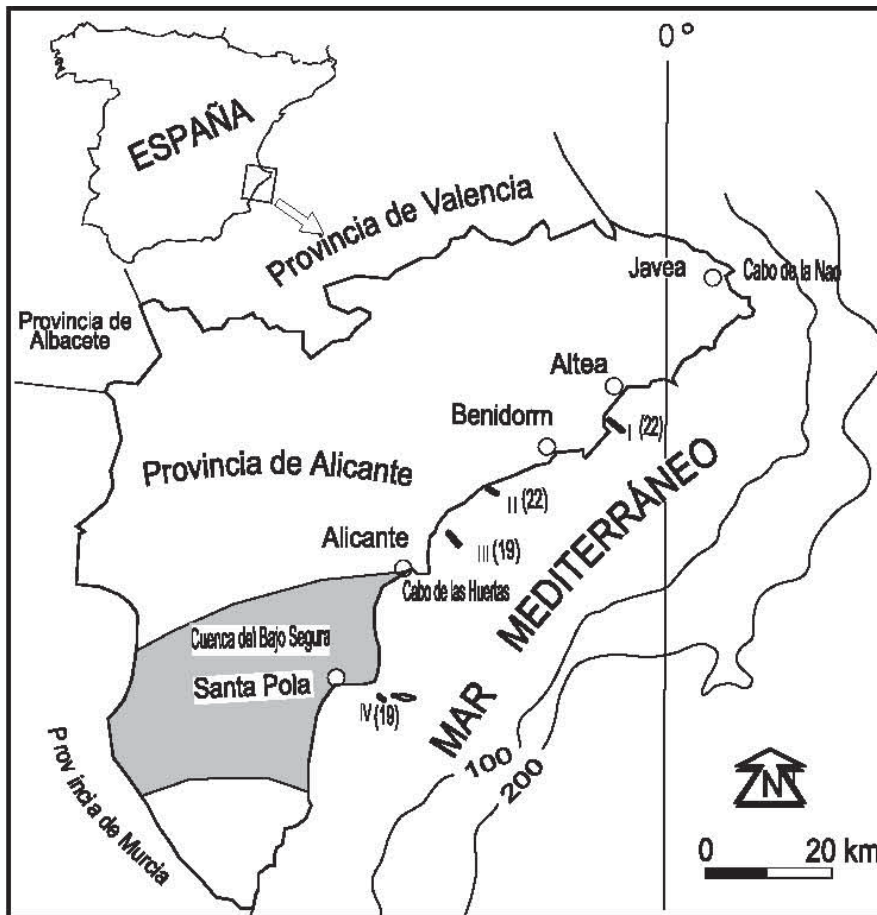 0 º
ESPAÑA
Provincia de Valencia
Javea
Cabo de la Nao
Provincia de
Albacete
Altea
Benidorm
I (22)
Provincia de Alicante
II (22)
Alicante
III (19)
Cabo de las Huertas
MAR MEDITERRÁNEO
Cuenca del Bajo Segura
Santa Pola
IV (19)
Provincia de Murcia
100
200
N
0 20 km